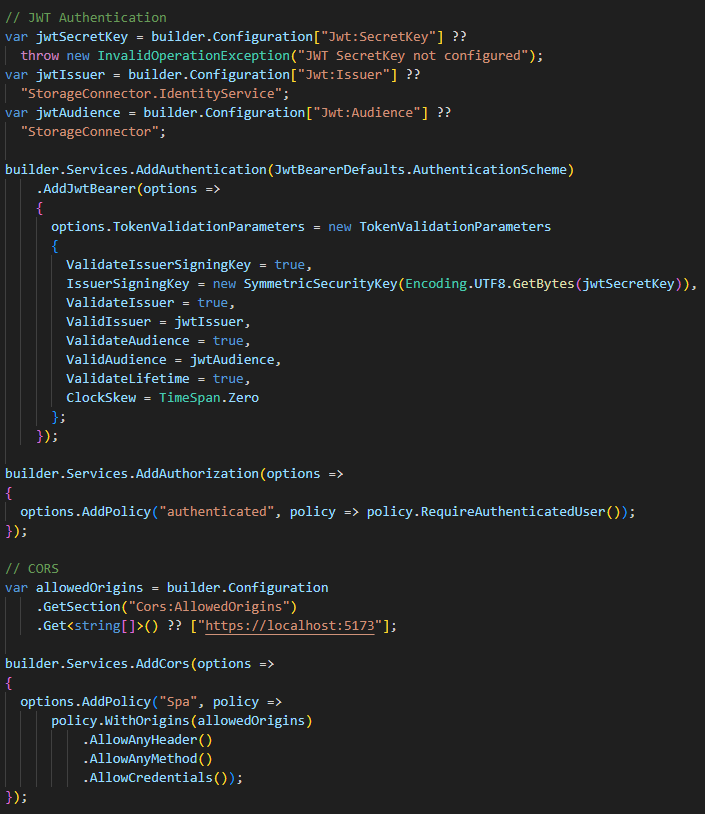 // JWT Authentication
var jwtSecretKey = builder.Configuration["Jwt:SecretKey"] ??
  throw new InvalidOperationException("JWT SecretKey not configured");
var jwtIssuer = builder.Configuration["Jwt:Issuer"] ??
  "StorageConnector.IdentityService";
var jwtAudience = builder.Configuration["Jwt:Audience"] ??
  "StorageConnector";

builder.Services.AddAuthentication(JwtBearerDefaults.AuthenticationScheme)
    .AddJwtBearer(options =>
    {
      options.TokenValidationParameters = new TokenValidationParameters
      {
        ValidateIssuerSigningKey = true,
        IssuerSigningKey = new SymmetricSecurityKey(Encoding.UTF8.GetBytes(jwtSecretKey)),
        ValidateIssuer = true,
        ValidIssuer = jwtIssuer,
        ValidateAudience = true,
        ValidAudience = jwtAudience,
        ValidateLifetime = true,
        ClockSkew = TimeSpan.Zero
      };
    });

builder.Services.AddAuthorization(options =>
{
  options.AddPolicy("authenticated", policy => policy.RequireAuthenticatedUser());
});

// CORS
var allowedOrigins = builder.Configuration
    .GetSection("Cors:AllowedOrigins")
    .Get<string[]>() ?? ["https://localhost:5173"];

builder.Services.AddCors(options =>
{
  options.AddPolicy("Spa", policy =>
      policy.WithOrigins(allowedOrigins)
          .AllowAnyHeader()
          .AllowAnyMethod()
          .AllowCredentials());
});